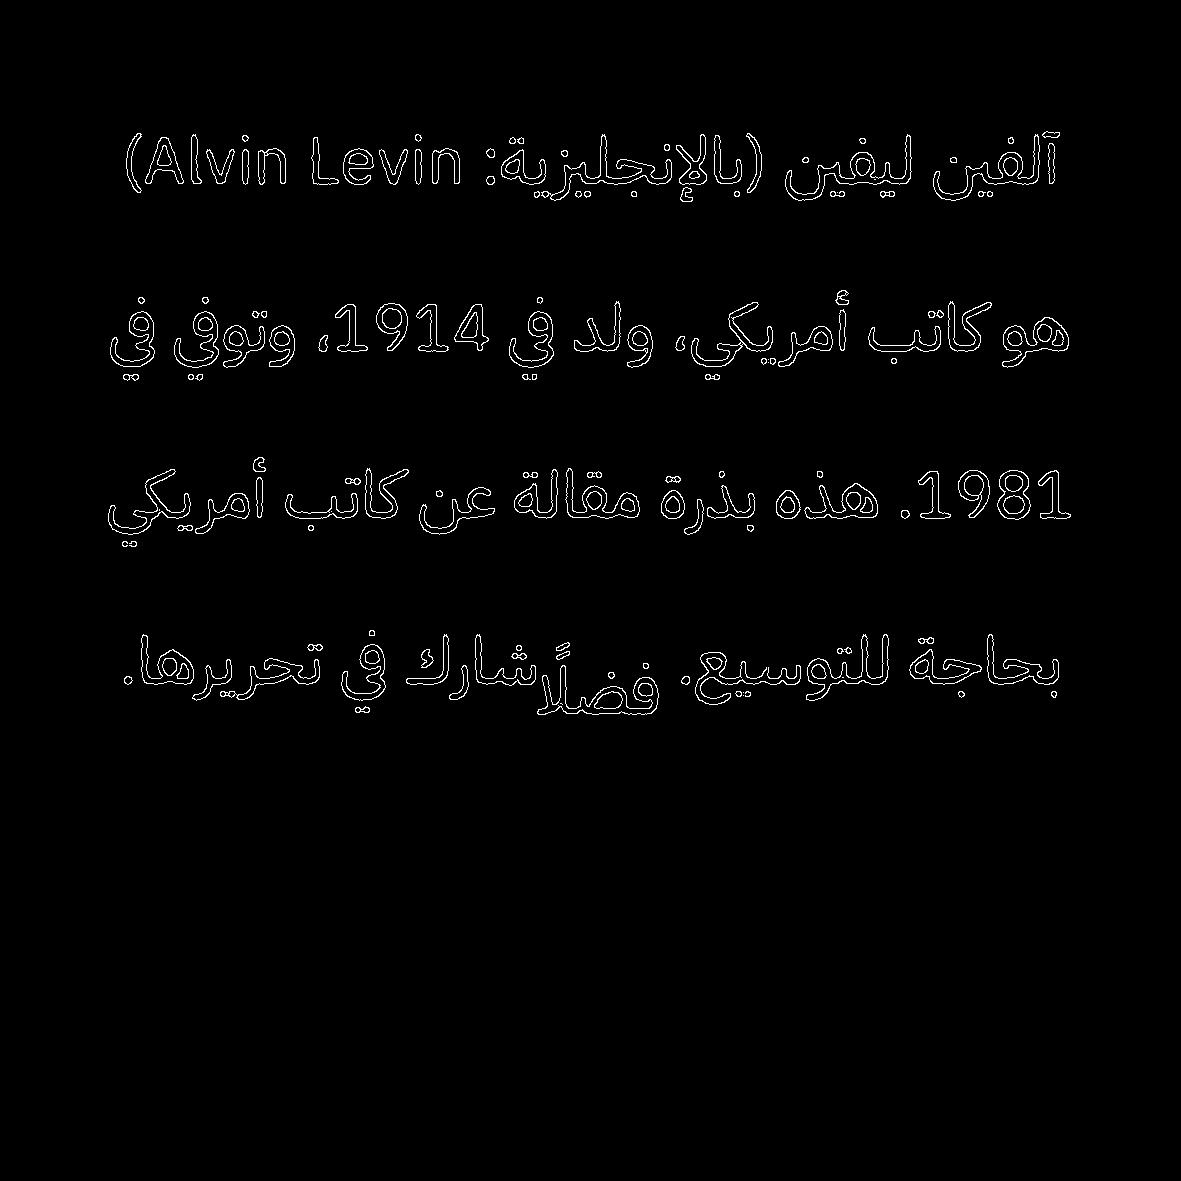 آلفين ليفين (بالإنجليزية: Alvin Levin)
هو كاتب أمريكي، ولد في 1914، وتوفي في
1981. هذه بذرة مقالة عن كاتب أمريكي
بحاجة للتوسيع. فضلًا شارك في تحريرها.